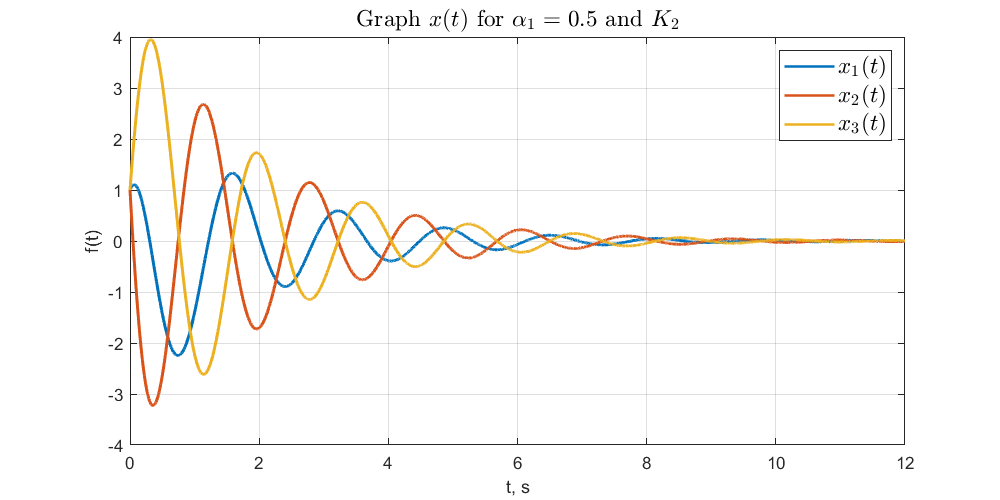 Graph x(t) for α₁ = 0.5 and K₂
x₁(t)
x₂(t)
x₃(t)
4
3
2
1
0
-1
-2
-3
-4
f(t)
0 2 4 6 8 10 12
t, s